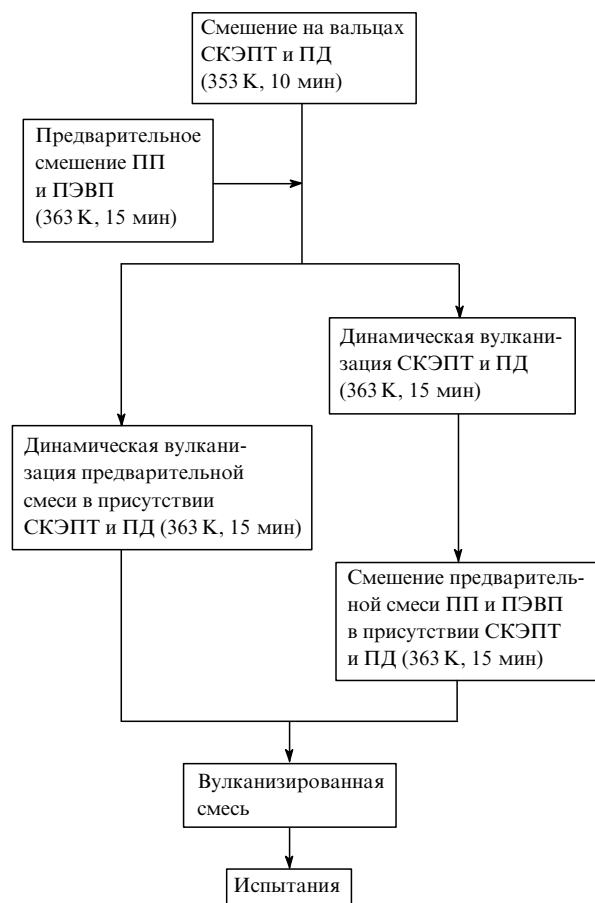 Смешение на вальцах
СКЭПТ и ПД
(353 K, 10 мин)
Предварительное
смешение ПП
и ПЭВП
(363 K, 15 мин)
Динамическая вулкани-
зация СКЭПТ и ПД
(363 K, 15 мин)
Динамическая вулкани-
зация предварительной
смеси в присутствии
СКЭПТ и ПД (363 K, 15 мин)
Смешение предваритель-
ной смеси ПП и ПЭВП
в присутствии СКЭПТ
и ПД (363 K, 15 мин)
Вулканизированная
смесь
Испытания